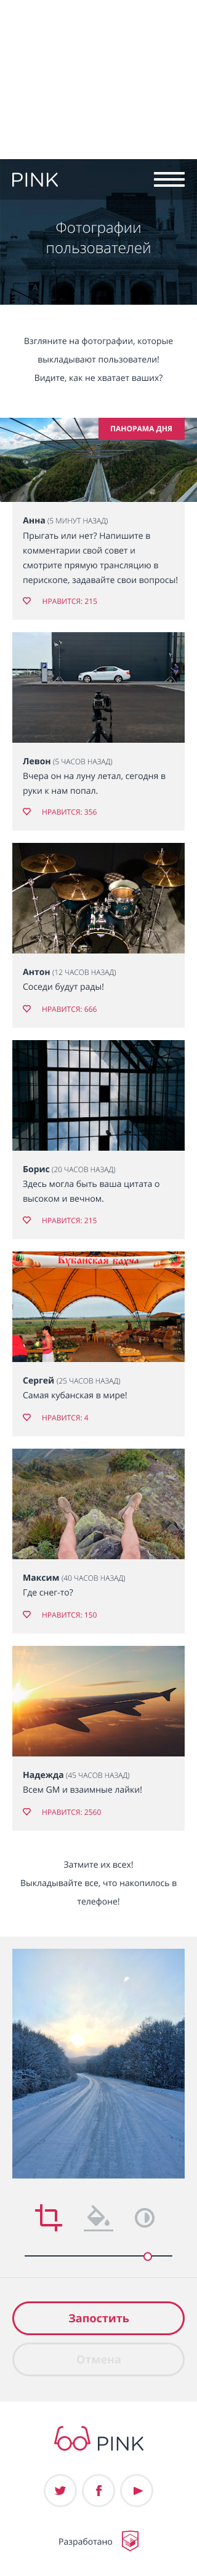 PINK
Фотографии
пользователей
Взгляните на фотографии, которые
выкладывают пользователи!
Видите, как не хватает ваших?
ПАНОРАМА ДНЯ
Анна (5 МИНУТ НАЗАД)
Прыгать или нет? Напишите в
комментарии свой совет и
смотрите прямую трансляцию в
перископе, задавайте свои вопросы!
НРАВИТСЯ: 215
Левон (5 ЧАСОВ НАЗАД)
Вчера он на луну летал, сегодня в
руки к нам попал.
НРАВИТСЯ: 356
Антон (12 ЧАСОВ НАЗАД)
Соседи будут рады!
НРАВИТСЯ: 666
Борис (20 ЧАСОВ НАЗАД)
Здесь могла быть ваша цитата о
высоком и вечном.
НРАВИТСЯ: 215
Кубанская бахча
Сергей (25 ЧАСОВ НАЗАД)
Самая кубанская в мире!
НРАВИТСЯ: 4
Максим (40 ЧАСОВ НАЗАД)
Где снег-то?
НРАВИТСЯ: 150
Надежда (45 ЧАСОВ НАЗАД)
Всем GM и взаимные лайки!
НРАВИТСЯ: 2560
Затмите их всех!
Выкладывайте все, что накопилось в
телефоне!
Запостить
Отмена
PINK
Разработано